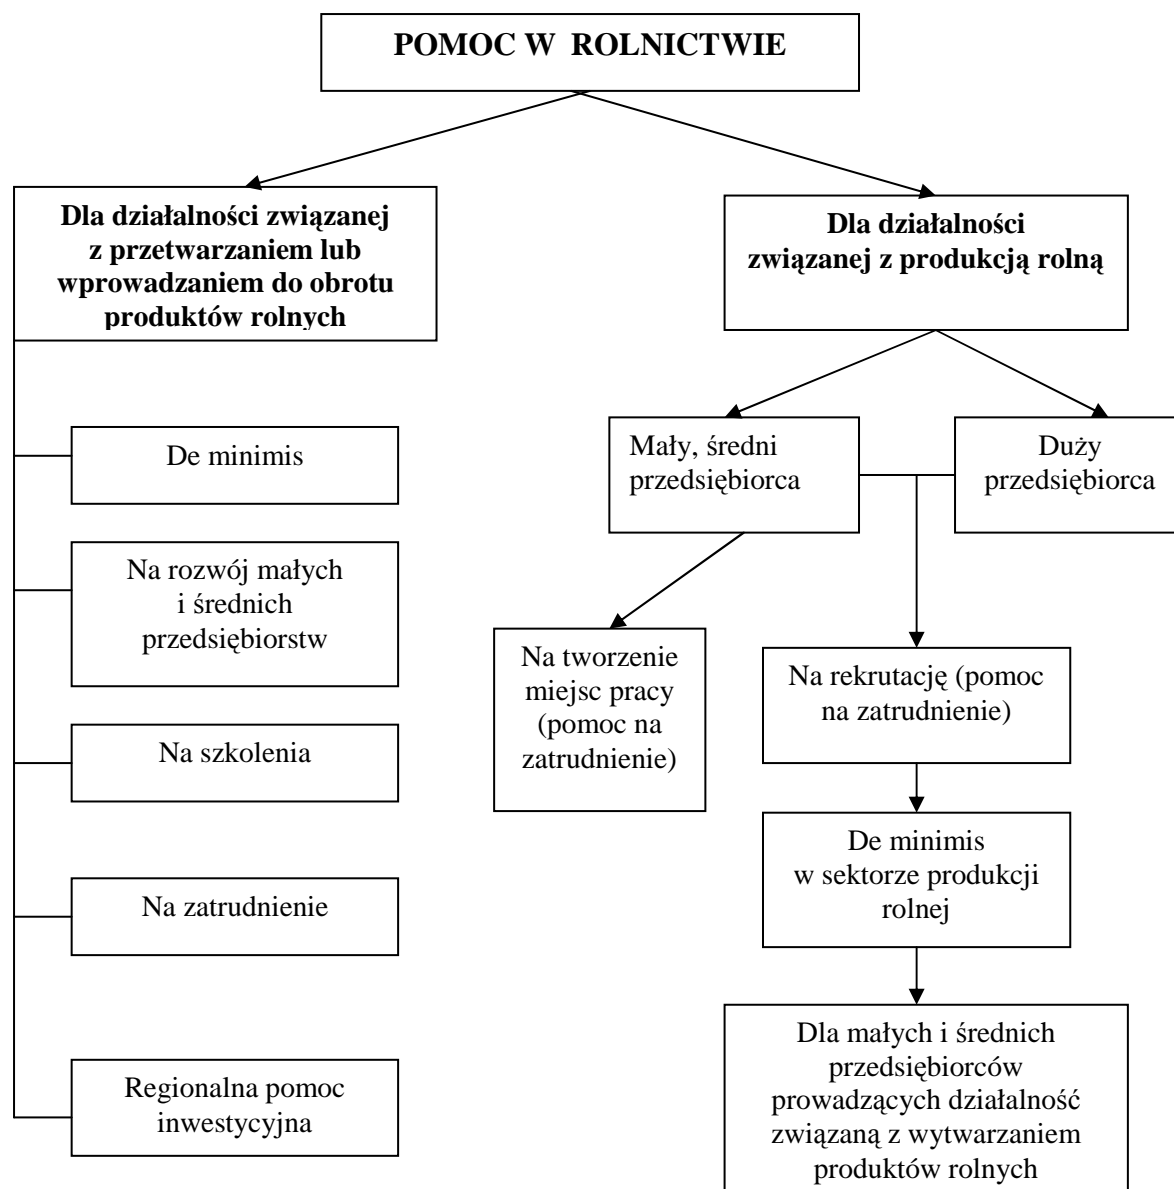 POMOC W ROLNICTWIE
Dla działalności związanej
z przetwarzaniem lub
wprowadzaniem do obrotu
produktów rolnych
Dla działalności
związanej z produkcją rolną
De minimis
Na rozwój małych
i średnich
przedsiębiorstw
Na szkolenia
Na zatrudnienie
Regionalna pomoc
inwestycyjna
Mały, średni
przedsiębiorca
Duży
przedsiębiorca
Na tworzenie
miejsc pracy
(pomoc na
zatrudnienie)
Na rekrutację (pomoc
na zatrudnienie)
De minimis
w sektorze produkcji
rolnej
Dla małych i średnich
przedsiębiorców
prowadzących działalność
związaną z wytwarzaniem
produktów rolnych